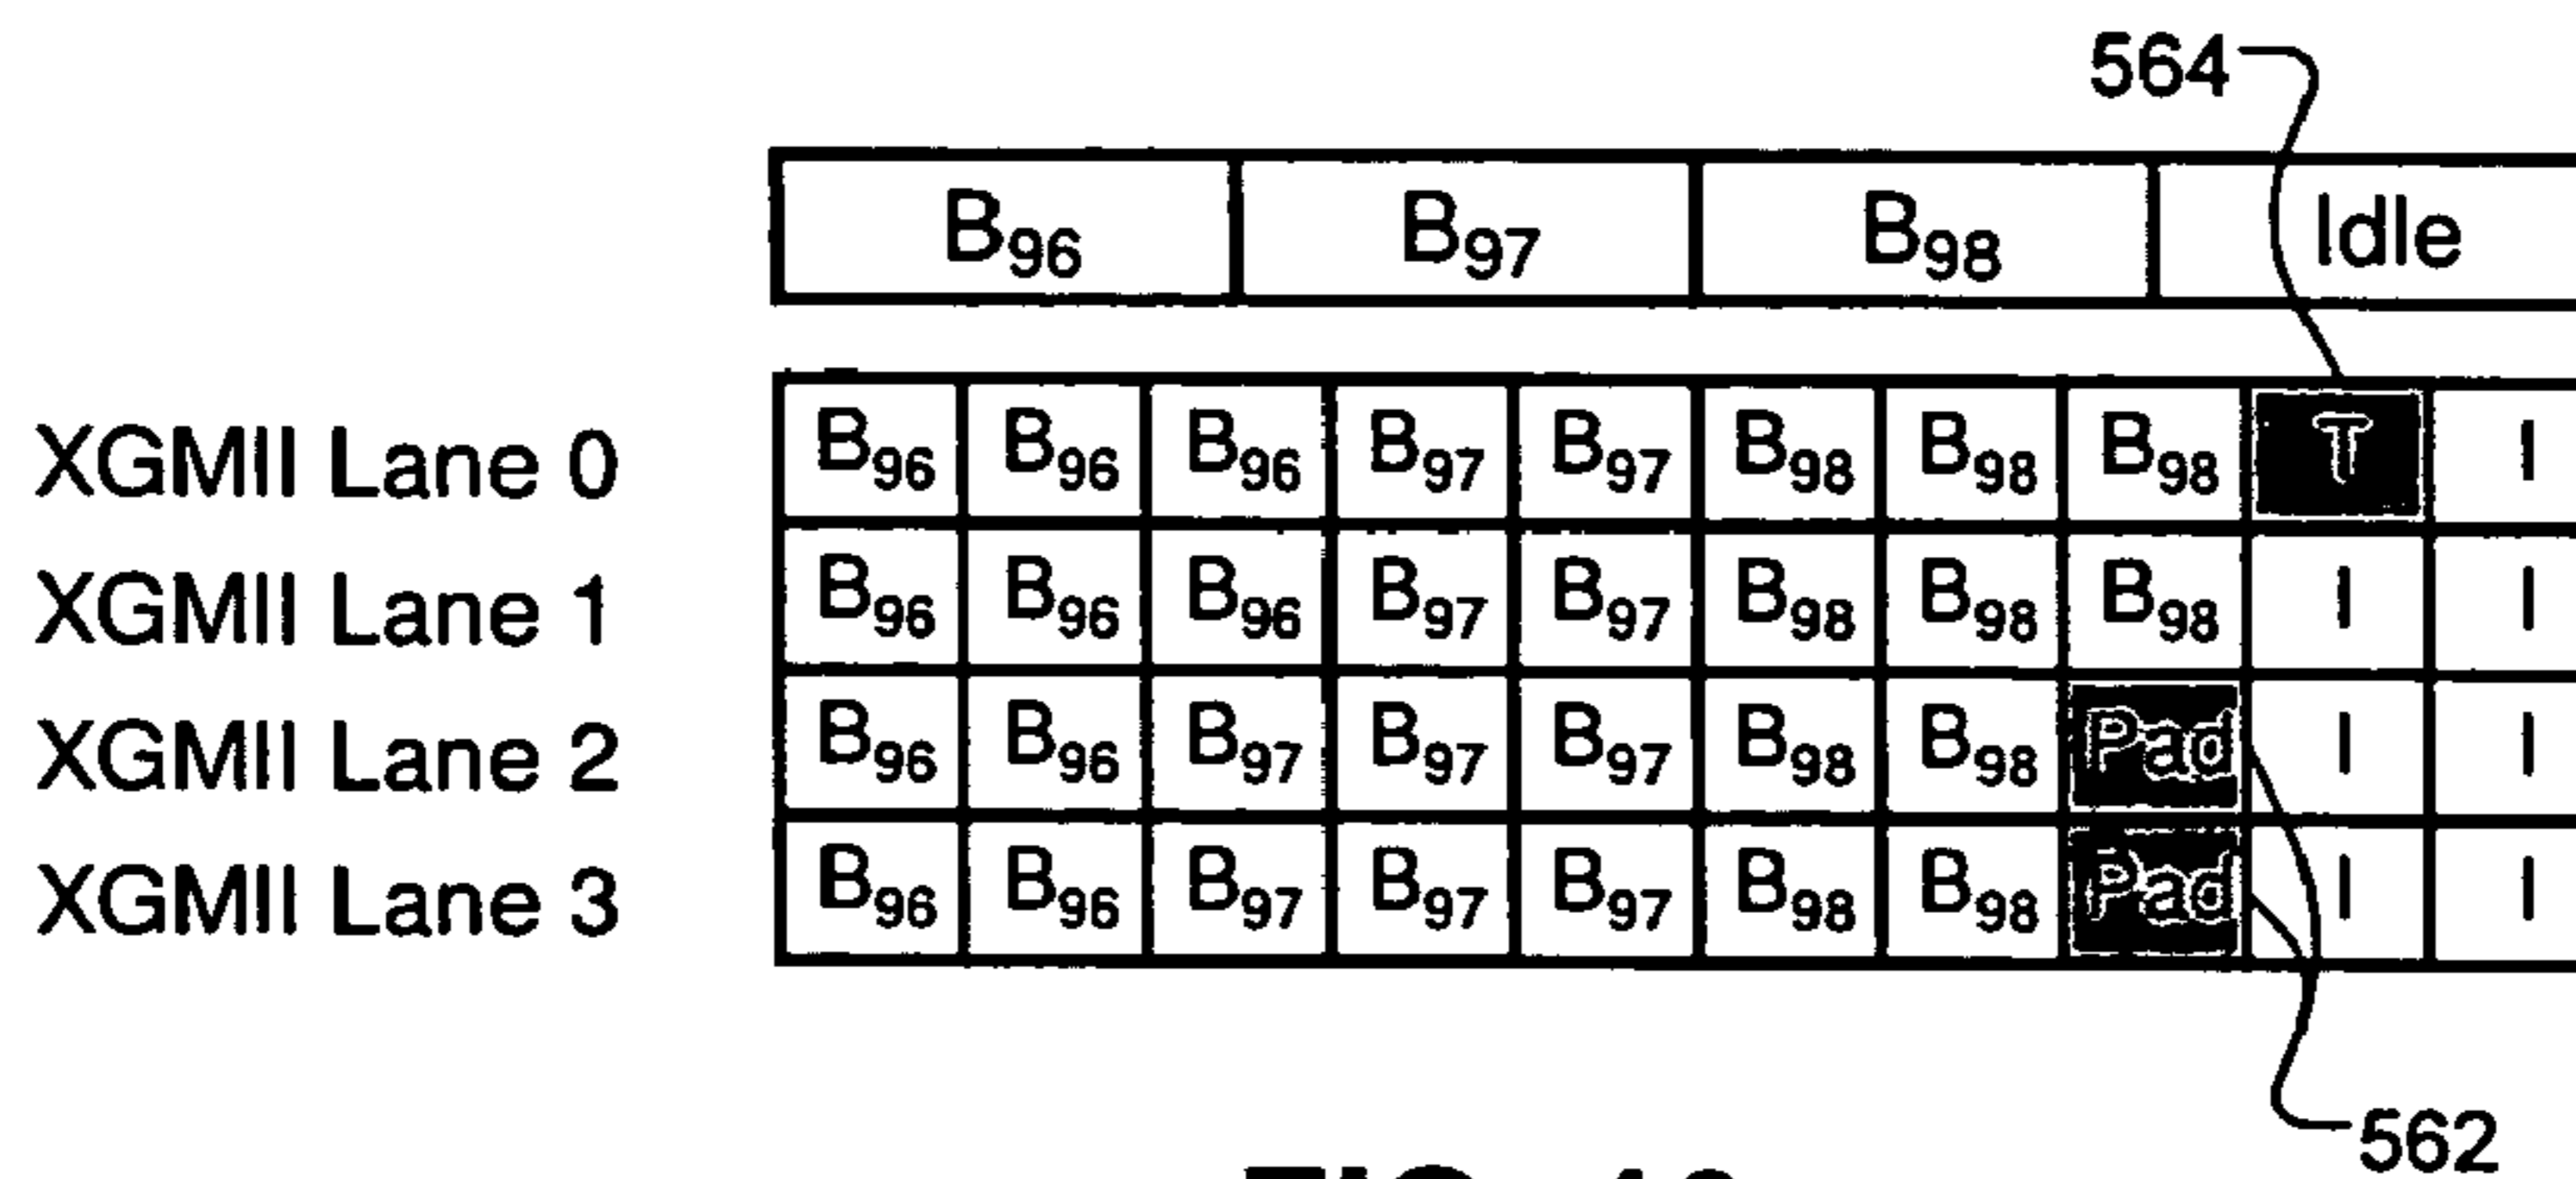 564
B96 B97 B98 Idle
XGMII Lane 0 B96 B96 B96 B97 B97 B98 B98 B98 T I
XGMII Lane 1 B96 B96 B96 B97 B97 B98 B98 B98 I I
XGMII Lane 2 B96 B96 B97 B97 B97 B98 B98 Pad I I
XGMII Lane 3 B96 B96 B97 B97 B97 B98 B98 Pad I I
562